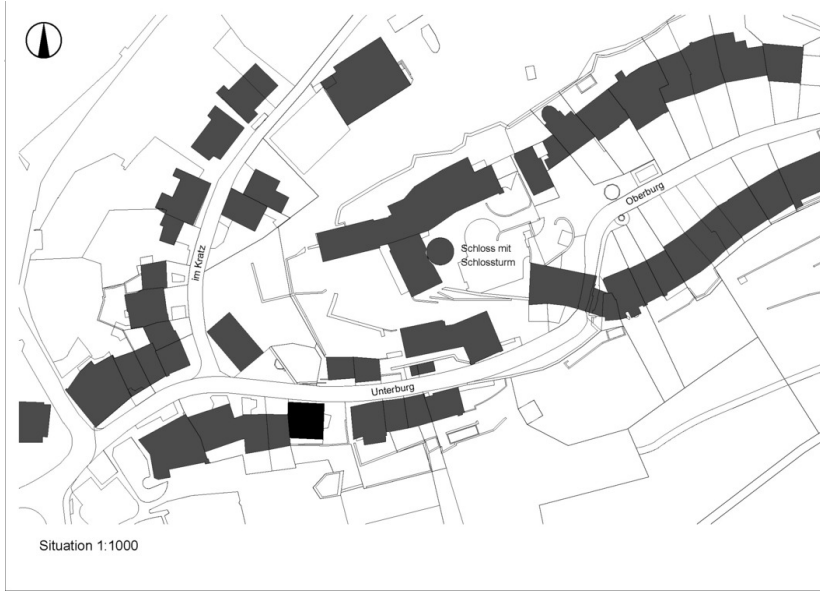 Oberburg
Schloss mit
Schlossturm
im Kratz
Unterburg
Situation 1:1000